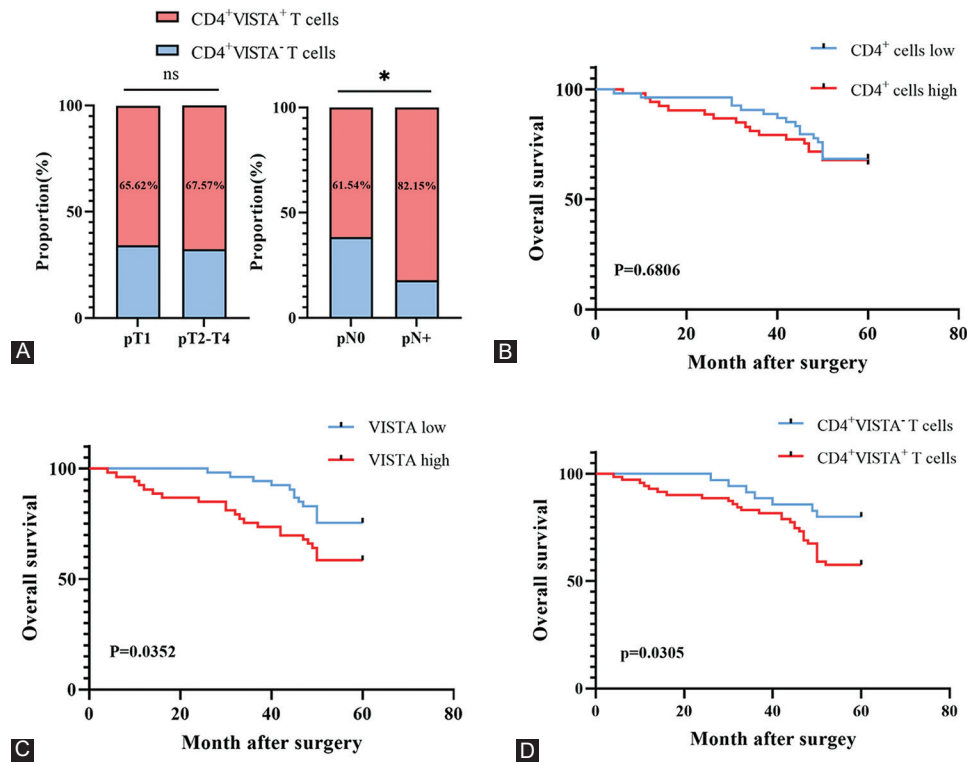 CD4⁺VISTA⁺ T cells
CD4⁺VISTA⁻ T cells
ns
*
100
50
0
Proportion(%)
65.62%
67.57%
pT1
pT2-T4
100
50
0
Proportion(%)
61.54%
82.15%
pN0
pN+
A
CD4⁺ cells low
CD4⁺ cells high
100
50
0
Overall survival
P=0.6806
0
20
40
60
80
Month after surgery
B
VISTA low
VISTA high
100
50
0
Overall survival
P=0.0352
0
20
40
60
80
Month after surgery
C
CD4⁺VISTA⁻ T cells
CD4⁺VISTA⁺ T cells
100
50
0
Overall survival
p=0.0305
0
20
40
60
80
Month after surgey
D